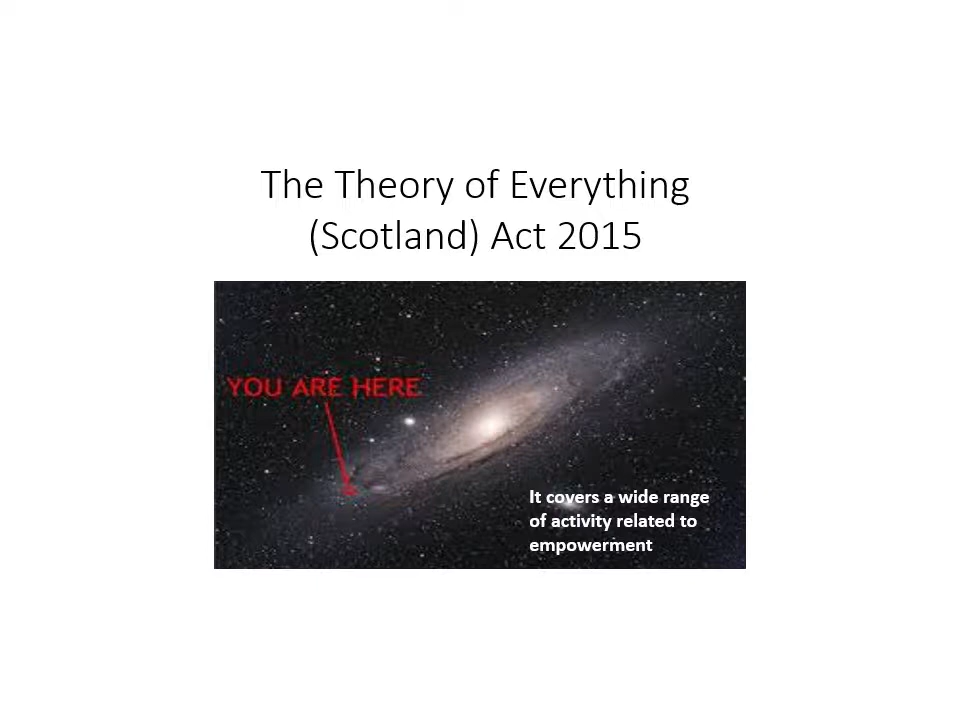 The Theory of Everything
(Scotland) Act 2015
YOU ARE HERE
It covers a wide range
of activity related to
empowerment